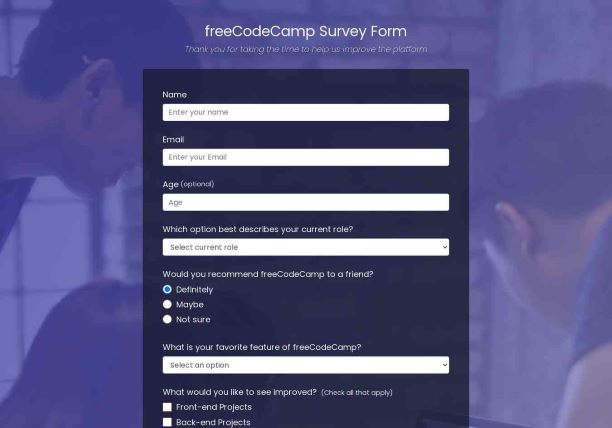 freeCodeCamp Survey Form
Thank you for taking the time to help us improve the platform
Name
Enter your name
Email
Enter your Email
Age (optional)
Age
Which option best describes your current role?
Select current role
Would you recommend freeCodeCamp to a friend?
Definitely
Maybe
Not sure
What is your favorite feature of freeCodeCamp?
Select an option
What would you like to see improved? (Check all that apply)
Front-end Projects
Back-end Projects